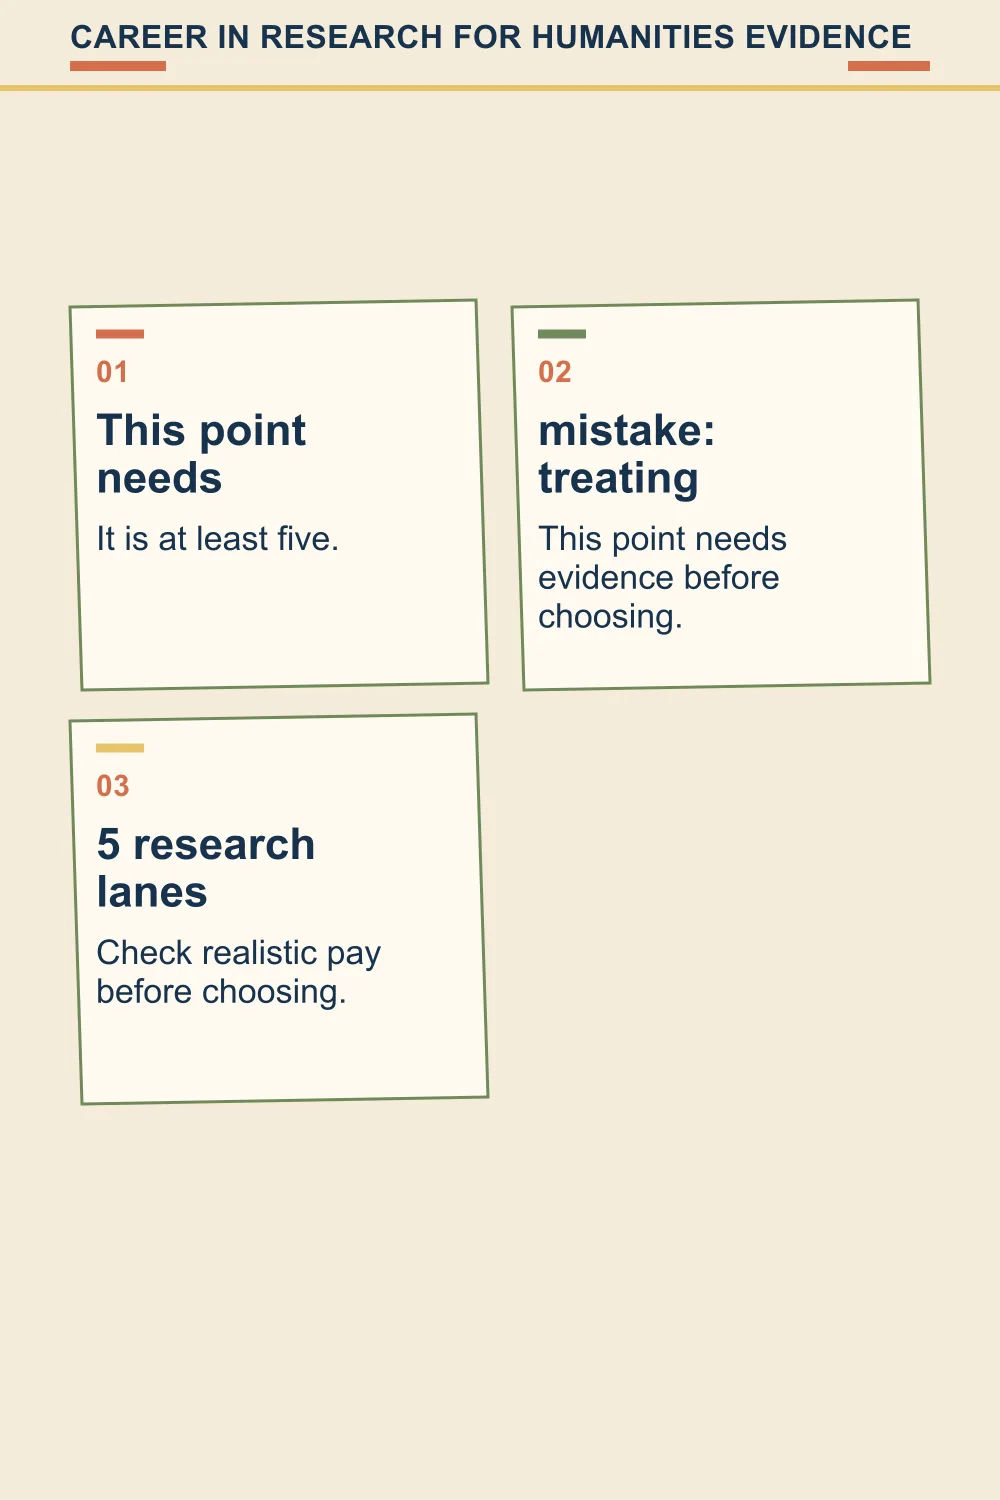 CAREER IN RESEARCH FOR HUMANITIES EVIDENCE
01
This point
needs
It is at least five.
02
mistake:
treating
This point needs
evidence before
choosing.
03
5 research
lanes
Check realistic pay
before choosing.